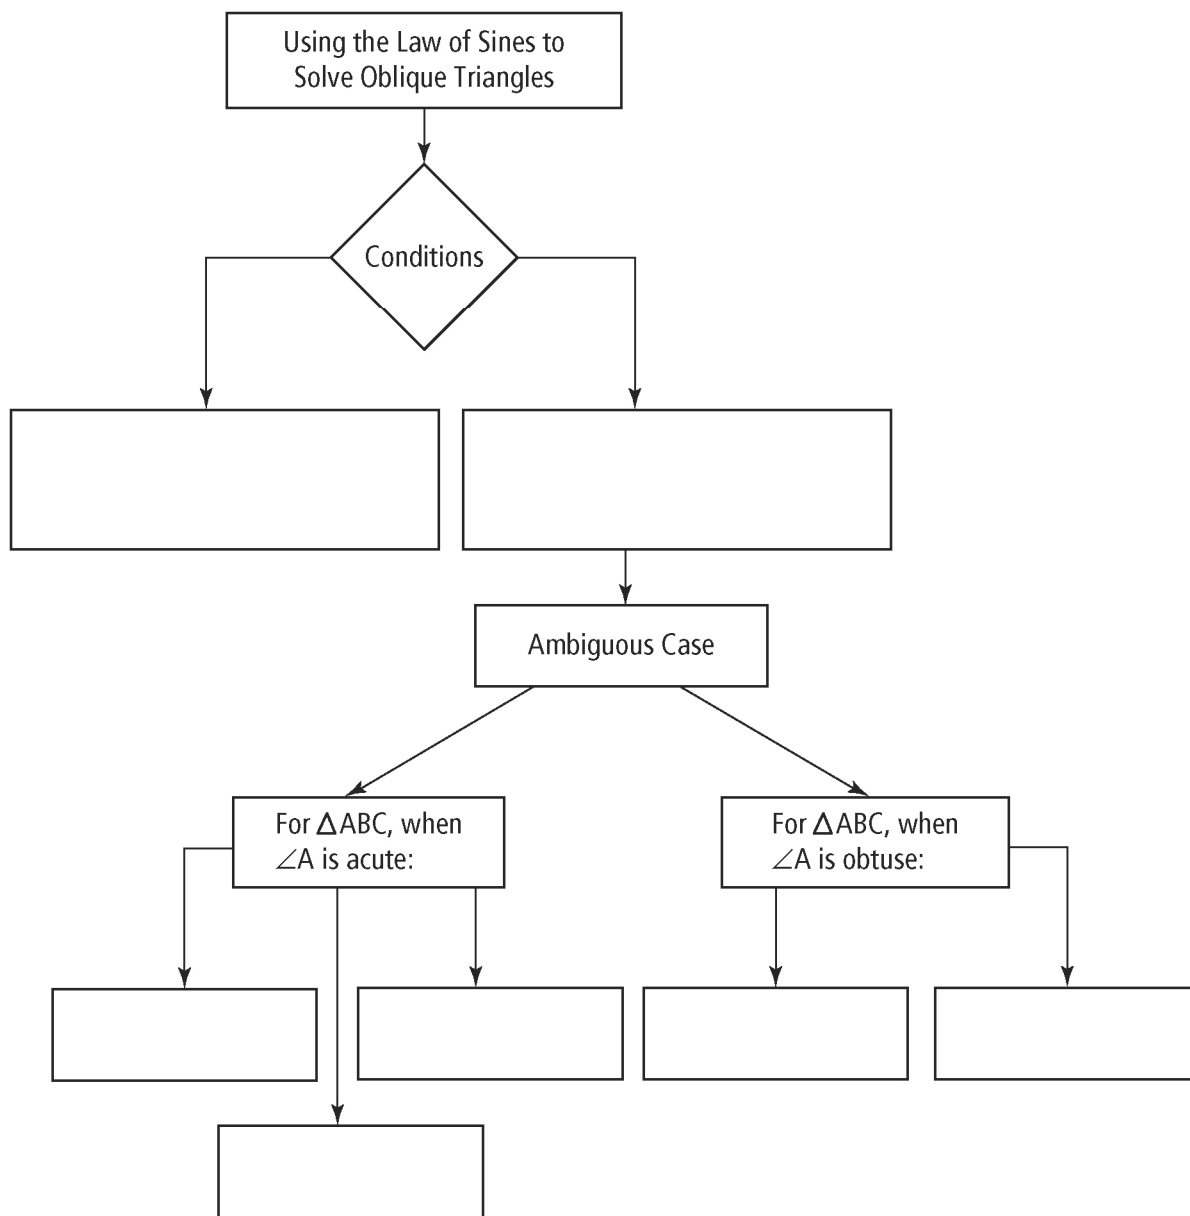 Using the Law of Sines to
Solve Oblique Triangles
Conditions
Ambiguous Case
For ΔABC, when
∠A is acute:
For ΔABC, when
∠A is obtuse: